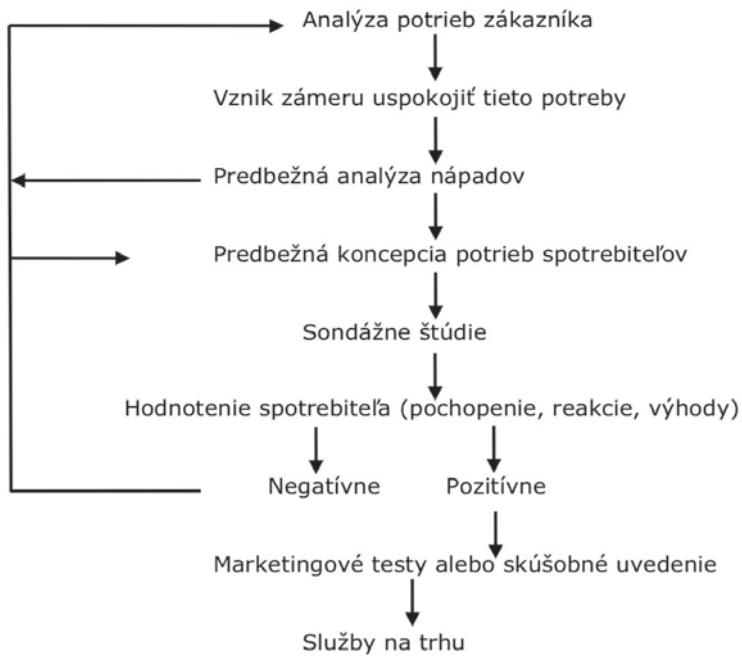 Analýza potrieb zákazníka
Vznik zámeru uspokojiť tieto potreby
Predbežná analýza nápadov
Predbežná koncepcia potrieb spotrebiteľov
Sondážne štúdie
Hodnotenie spotrebiteľa (pochopenie, reakcie, výhody)
Negatívne Pozitívne
Marketingové testy alebo skúšobné uvedenie
Služby na trhu